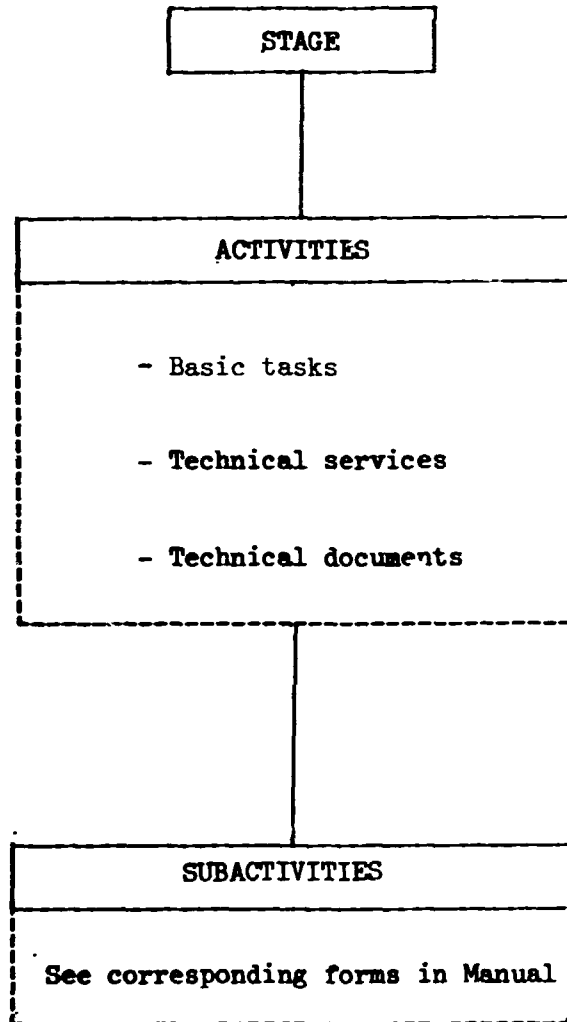 STAGE
ACTIVITIES
- Basic tasks
- Technical services
- Technical documents
SUBACTIVITIES
See corresponding forms in Manual